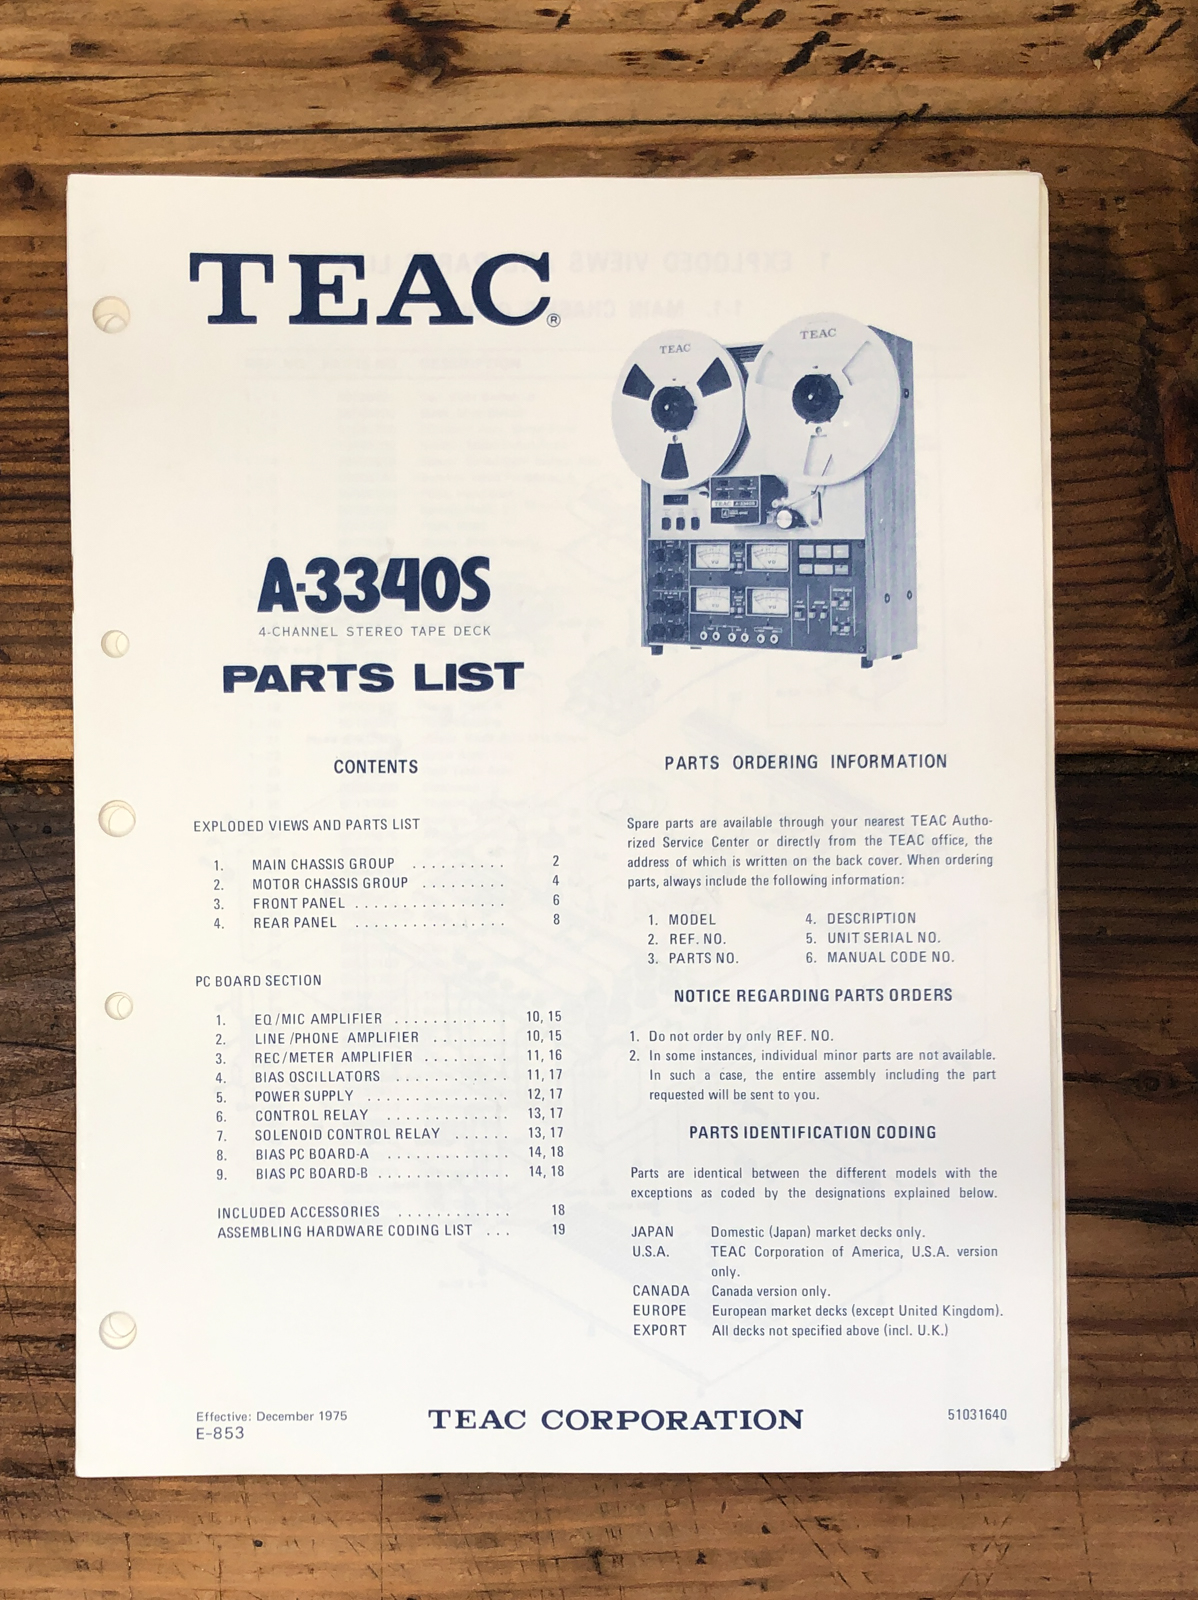 TEAC®
TEAC
TEAC
A-3340S
4-CHANNEL STEREO TAPE DECK
PARTS LIST
CONTENTS
EXPLODED VIEWS AND PARTS LIST
1. MAIN CHASSIS GROUP . . . . . . . . . . 2
2. MOTOR CHASSIS GROUP . . . . . . . . . 4
3. FRONT PANEL . . . . . . . . . . . . . . . . 6
4. REAR PANEL . . . . . . . . . . . . . . . . 8
PC BOARD SECTION
1. EQ/MIC AMPLIFIER . . . . . . . . . . . . 10, 15
2. LINE/PHONE AMPLIFIER . . . . . . . . 10, 15
3. REC/METER AMPLIFIER . . . . . . . . . 11, 16
4. BIAS OSCILLATORS . . . . . . . . . . . . 11, 17
5. POWER SUPPLY . . . . . . . . . . . . . . . 12, 17
6. CONTROL RELAY . . . . . . . . . . . . . 13, 17
7. SOLENOID CONTROL RELAY . . . . . . 13, 17
8. BIAS PC BOARD-A . . . . . . . . . . . . . 14, 18
9. BIAS PC BOARD-B . . . . . . . . . . . . . . 14, 18
INCLUDED ACCESSORIES . . . . . . . . . . . . 18
ASSEMBLING HARDWARE CODING LIST . . . 19
PARTS ORDERING INFORMATION
Spare parts are available through your nearest TEAC Autho-
rized Service Center or directly from the TEAC office, the
address of which is written on the back cover. When ordering
parts, always include the following information:
1. MODEL 4. DESCRIPTION
2. REF. NO. 5. UNIT SERIAL NO.
3. PARTS NO. 6. MANUAL CODE NO.
NOTICE REGARDING PARTS ORDERS
1. Do not order by only REF. NO.
2. In some instances, individual minor parts are not available.
In such a case, the entire assembly including the part
requested will be sent to you.
PARTS IDENTIFICATION CODING
Parts are identical between the different models with the
exceptions as coded by the designations explained below.
JAPAN Domestic (Japan) market decks only.
U.S.A. TEAC Corporation of America, U.S.A. version
only.
CANADA Canada version only.
EUROPE European market decks (except United Kingdom).
EXPORT All decks not specified above (incl. U.K.)
Effective: December 1975
E-853
TEAC CORPORATION
51031640